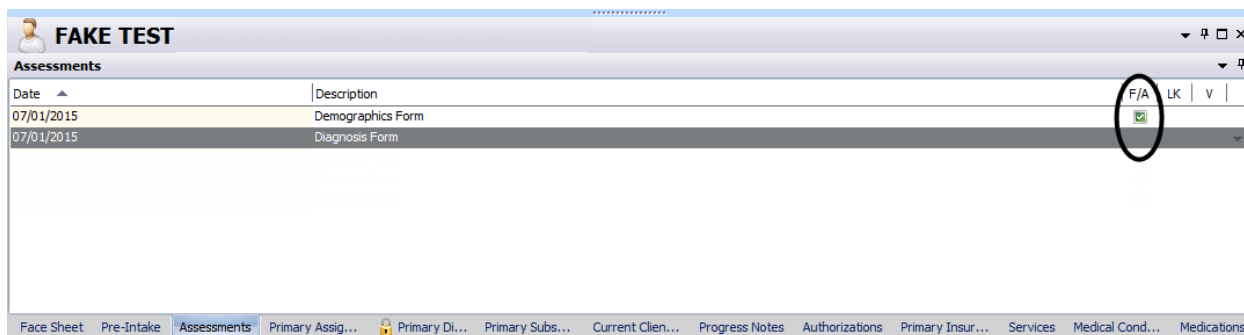 FAKE TEST
Assessments
Date Description F/A LK V
07/01/2015 Demographics Form
07/01/2015 Diagnosis Form
Face Sheet Pre-Intake Assessments Primary Assig... Primary Di... Primary Subs... Current Clien... Progress Notes Authorizations Primary Insur... Services Medical Cond... Medications